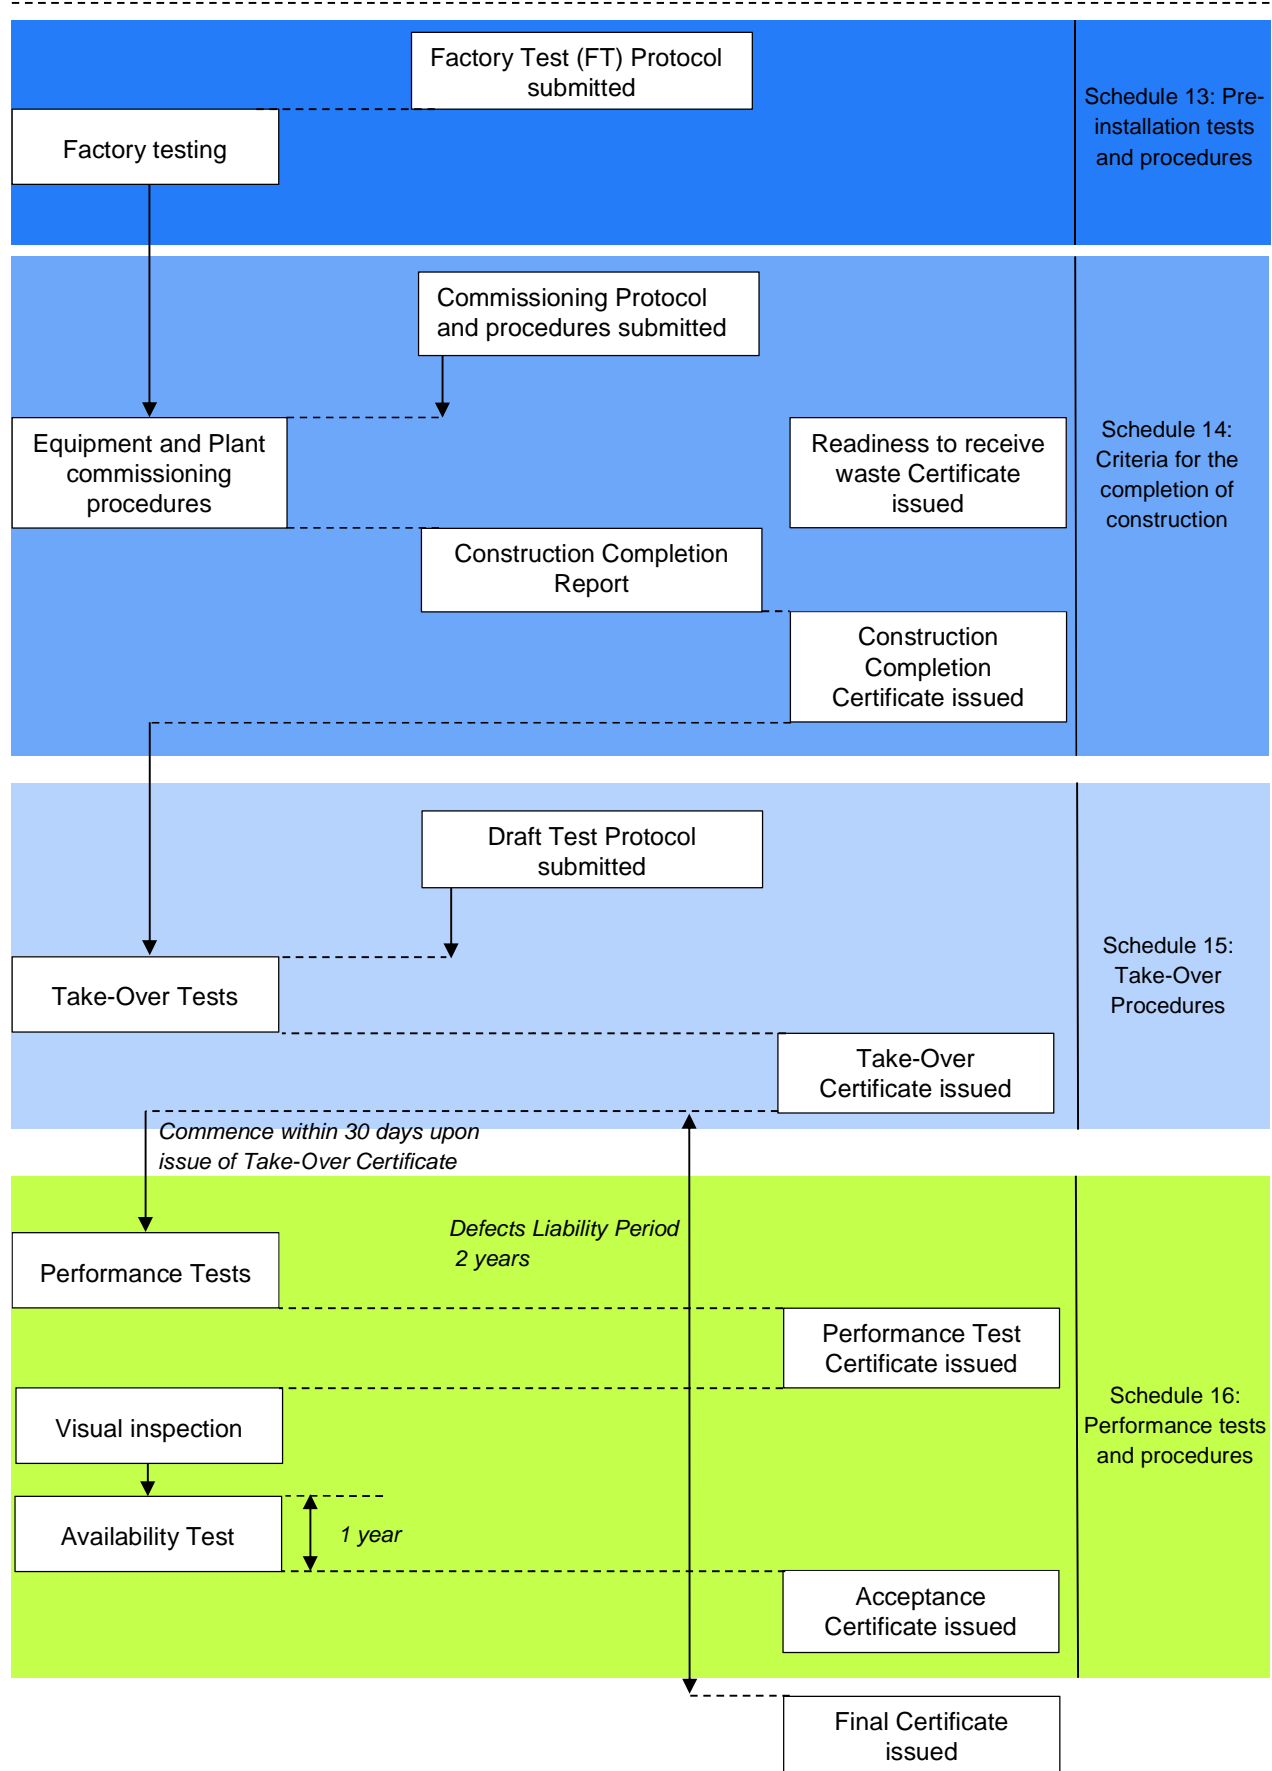 Factory Test (FT) Protocol
submitted
Factory testing
Schedule 13: Pre-
installation tests
and procedures
Commissioning Protocol
and procedures submitted
Equipment and Plant
commissioning
procedures
Readiness to receive
waste Certificate
issued
Construction Completion
Report
Construction
Completion
Certificate issued
Schedule 14:
Criteria for the
completion of
construction
Draft Test Protocol
submitted
Take-Over Tests
Take-Over
Certificate issued
Schedule 15:
Take-Over
Procedures
Commence within 30 days upon
issue of Take-Over Certificate
Defects Liability Period
2 years
Performance Tests
Performance Test
Certificate issued
Visual inspection
Availability Test
1 year
Acceptance
Certificate issued
Schedule 16:
Performance tests
and procedures
Final Certificate
issued